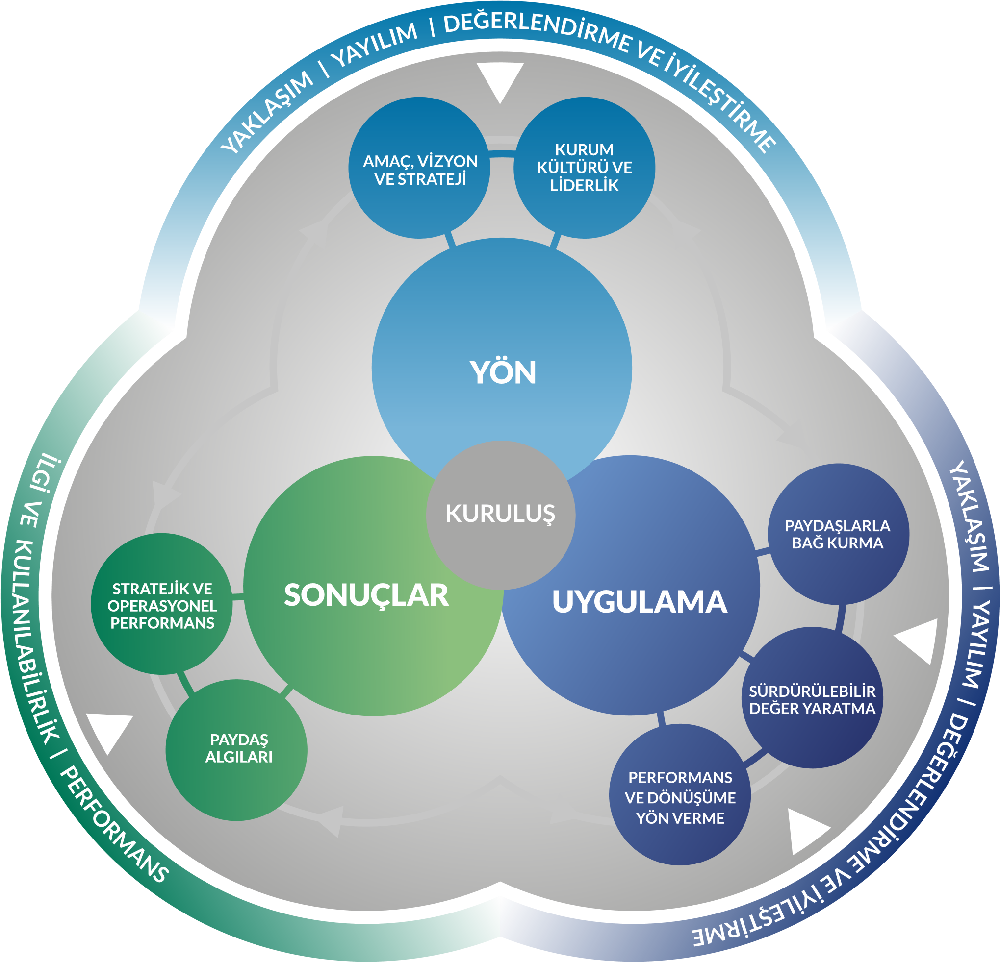 YAKLAŞIM | YAYILIM | DEĞERLENDİRME VE İYİLEŞTİRME
AMAÇ, VİZYON
VE STRATEJİ
KURUM
KÜLTÜRÜ VE
LİDERLİK
YÖN
KURULUŞ
SONUÇLAR
UYGULAMA
PAYDAŞLARLA
BAĞ KURMA
SÜRDÜRÜLEBİLİR
DEĞER YARATMA
PERFORMANS
VE DÖNÜŞÜME
YÖN VERME
STRATEJİK VE
OPERASYONEL
PERFORMANS
PAYDAŞ
ALGILARI
YAKLAŞIM | YAYILIM | DEĞERLENDİRME VE İYİLEŞTİRME
İLGİ VE KULLANILABİLİRLİK | PERFORMANS